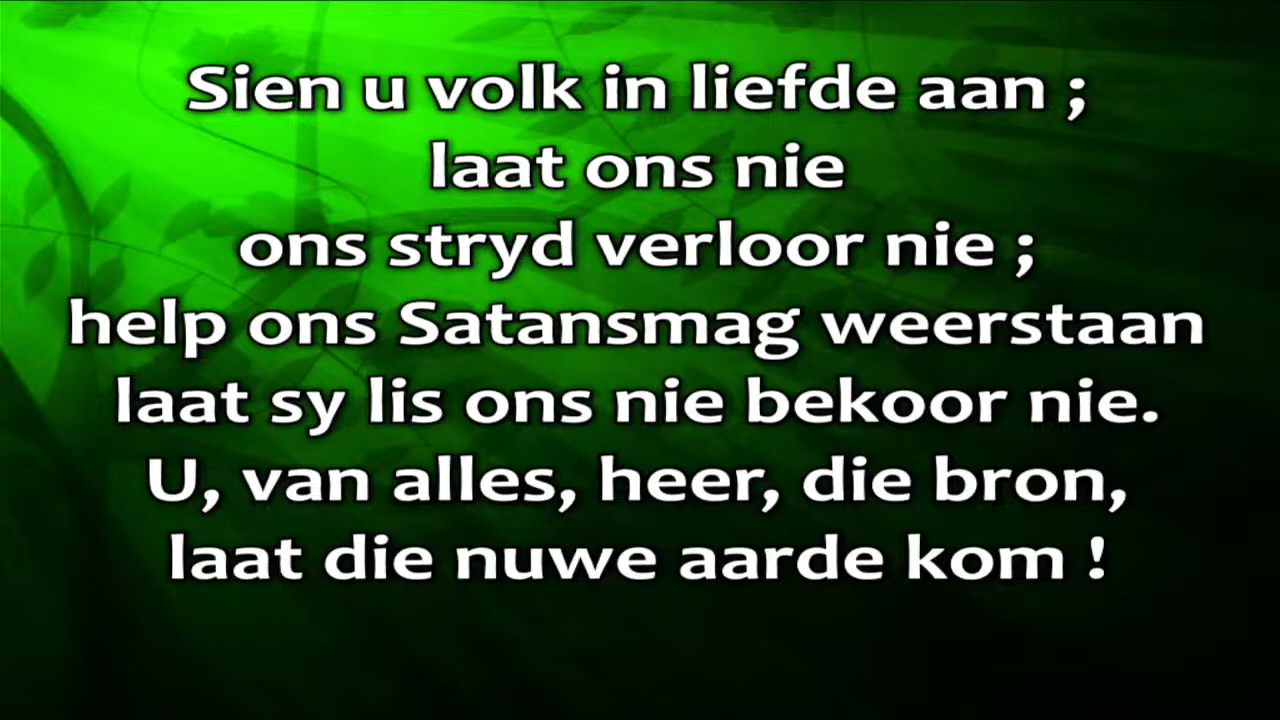 Sien u volk in liefde aan ;
laat ons nie
ons stryd verloor nie ;
help ons Satansmag weerstaan
laat sy lis ons nie bekoor nie.
U, van alles, heer, die bron,
laat die nuwe aarde kom !